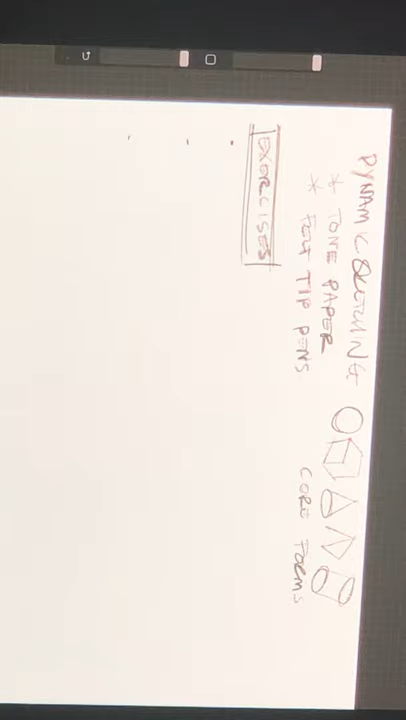 DYNAMIC SKETCHING
* TONE PAPER
* FELT TIP PENS.
CORE FORMS
EXERCISES